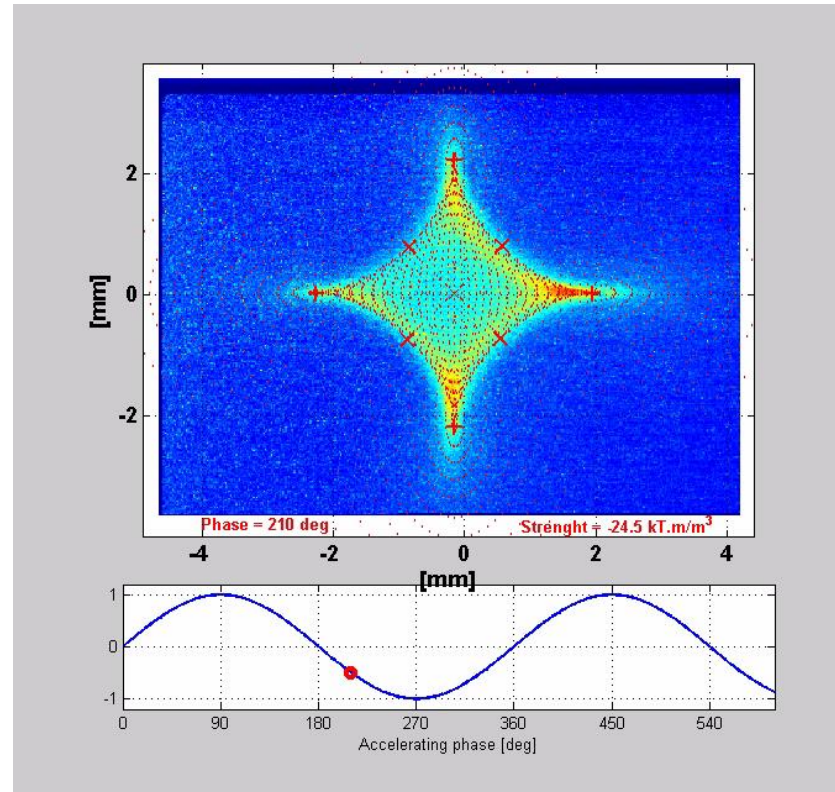 2
0
-2
[mm]
Phase = 210 deg
Strenght = -24.5 kT.m/m³
-4 -2 0 2 4
[mm]
1
0
-1
0 90 180 270 360 450 540
Accelerating phase [deg]